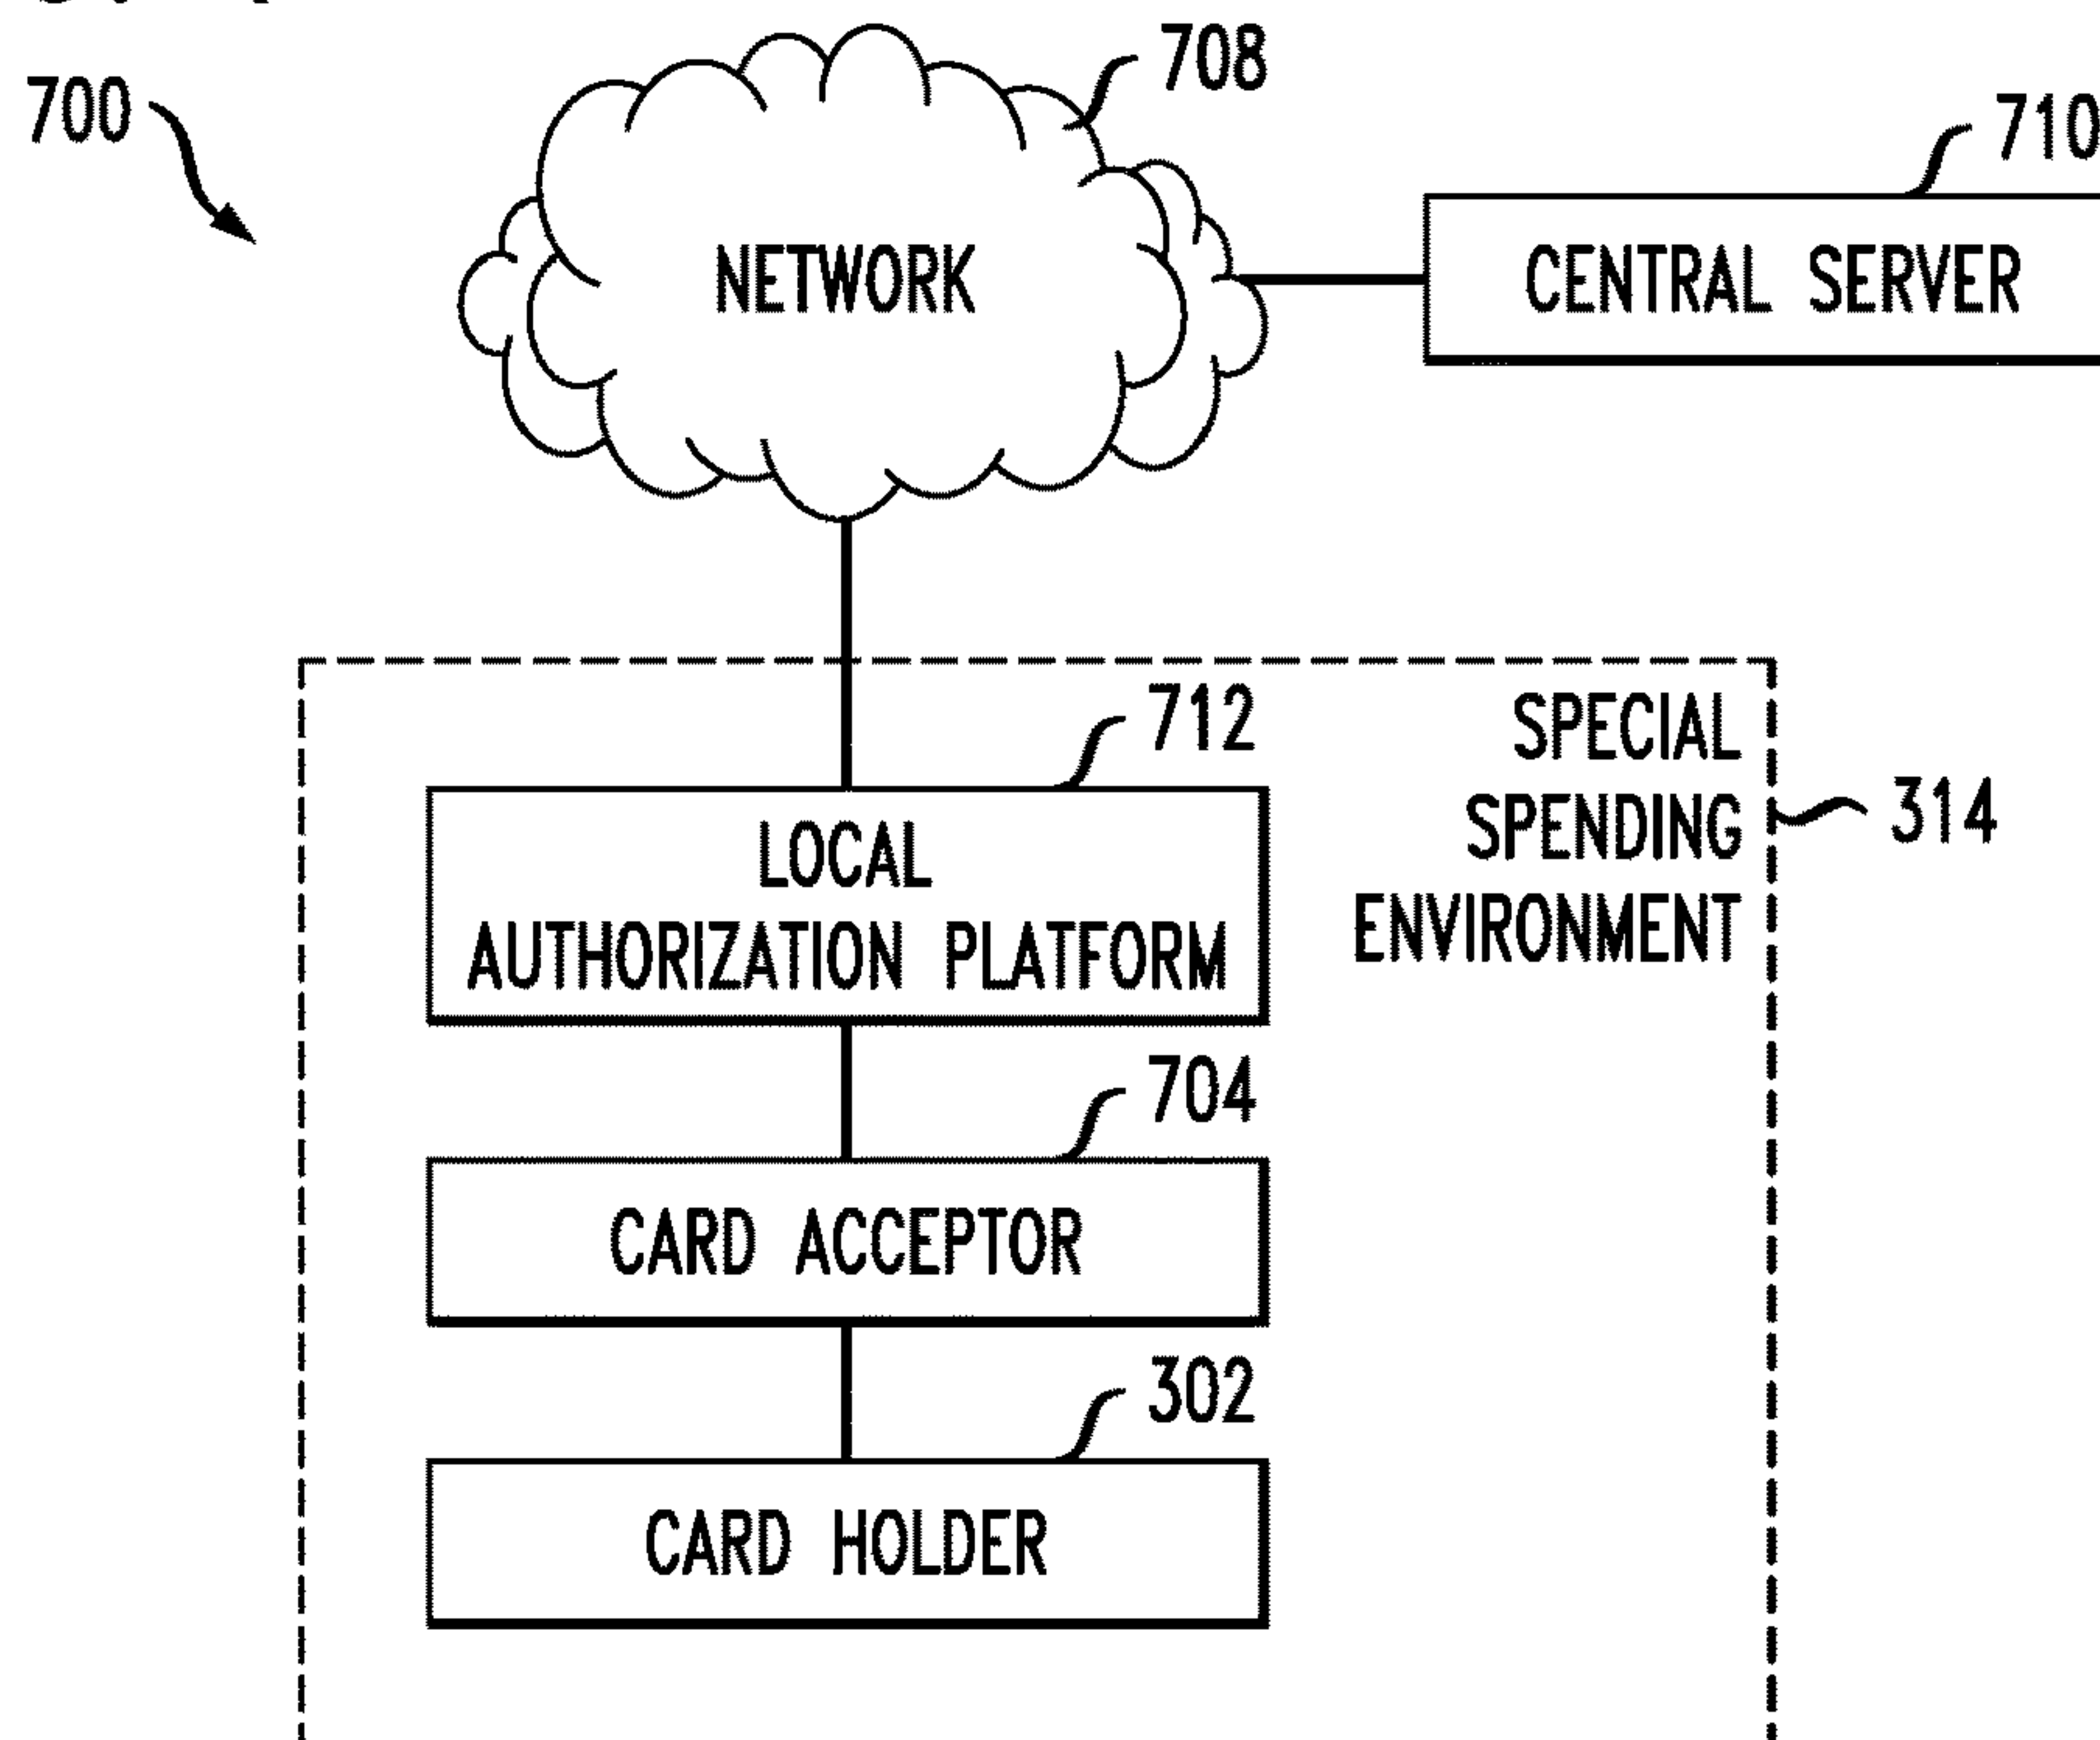 700
708
710
NETWORK
CENTRAL SERVER
712
SPECIAL
SPENDING
ENVIRONMENT
314
LOCAL
AUTHORIZATION PLATFORM
704
CARD ACCEPTOR
302
CARD HOLDER